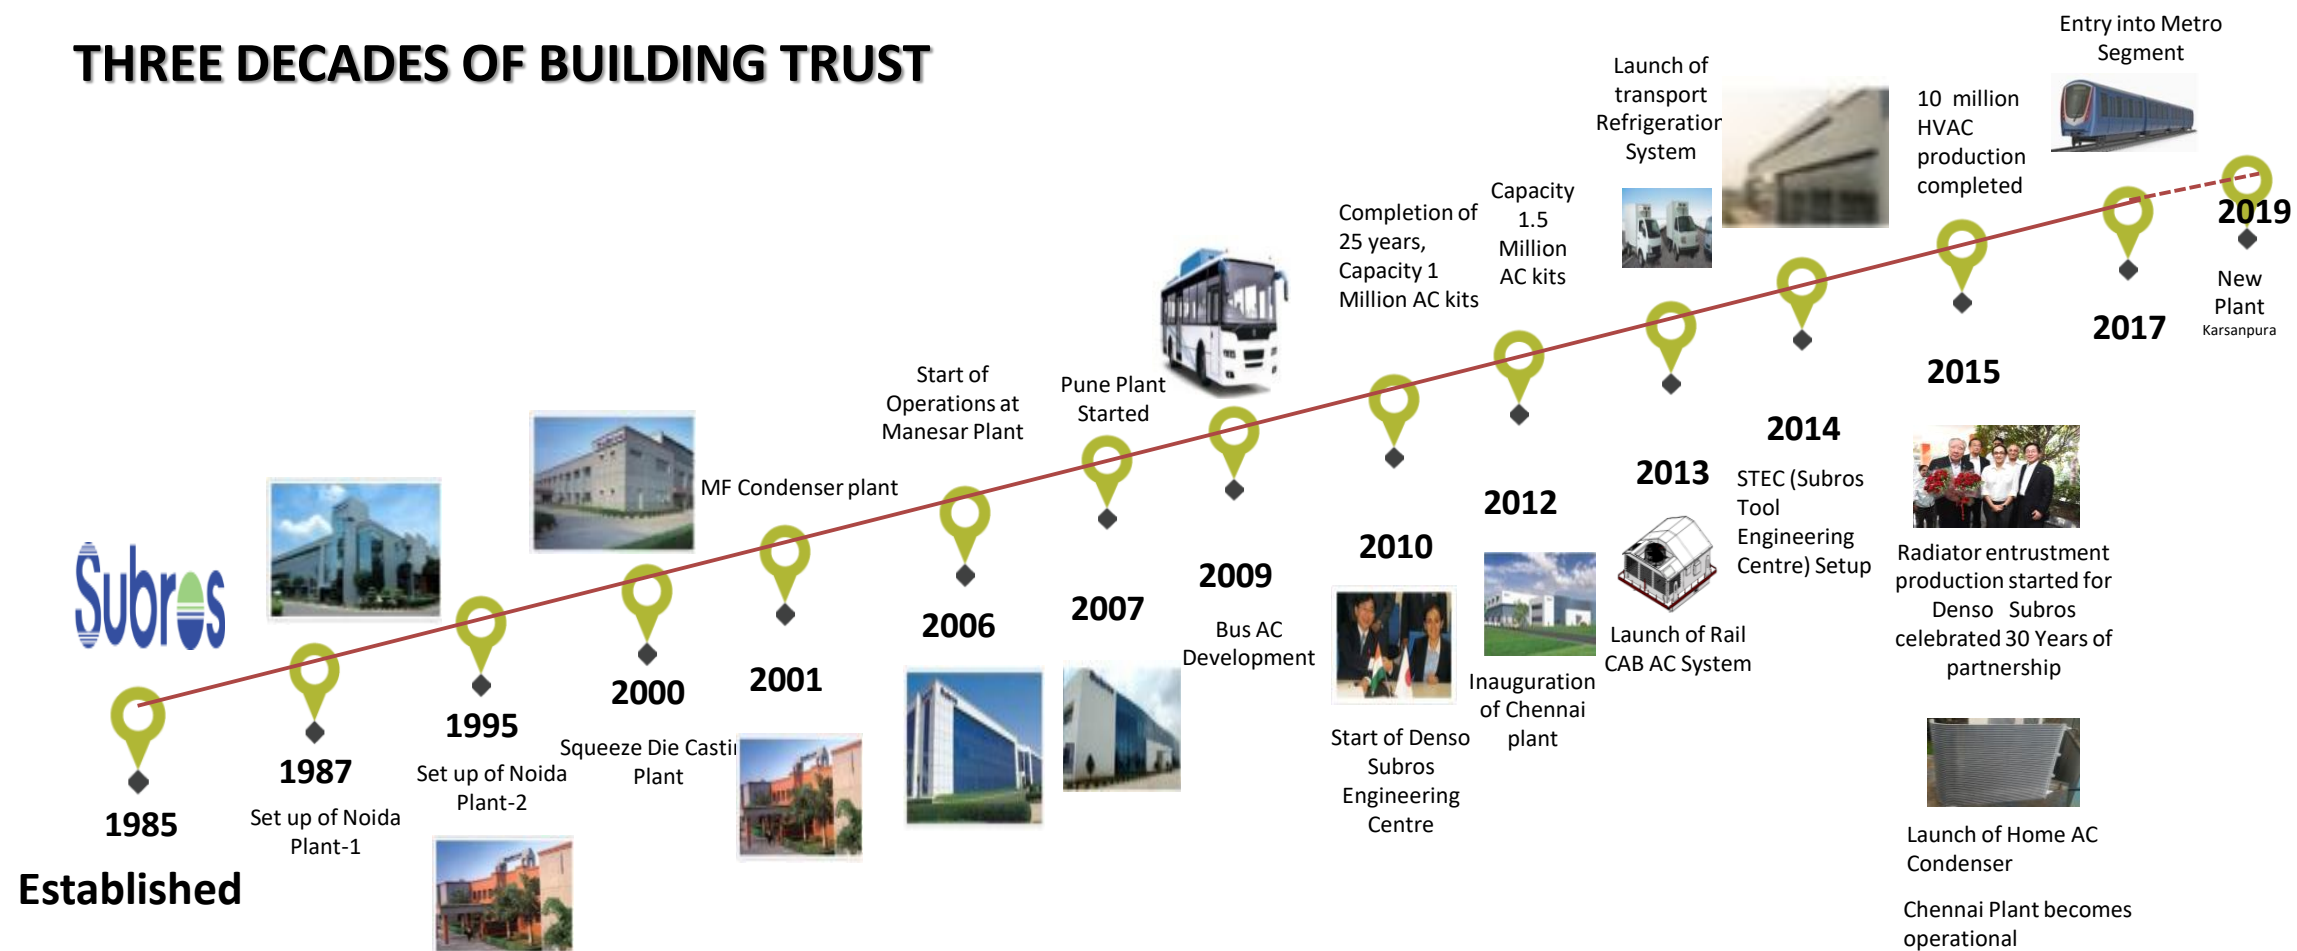 THREE DECADES OF BUILDING TRUST
Subros
1985
Established
1987
Set up of Noida
Plant-1
1995
Set up of Noida
Plant-2
2000
Squeeze Die Castin
Plant
MF Condenser plant
2001
Start of
Operations at
Manesar Plant
2006
Pune Plant
Started
2007
2009
Bus AC
Development
Completion of
25 years,
Capacity 1
Million AC kits
2010
Start of Denso
Subros
Engineering
Centre
Capacity
1.5
Million
AC kits
2012
Inauguration
of Chennai
plant
Launch of
transport
Refrigeration
System
2013
Launch of Rail
CAB AC System
2014
STEC (Subros
Tool
Engineering
Centre) Setup
10 million
HVAC
production
completed
2015
Radiator entrustment
production started for
Denso Subros
celebrated 30 Years of
partnership
Launch of Home AC
Condenser
Chennai Plant becomes
operational
Entry into Metro
Segment
2017
2019
New
Plant
Karsanpura